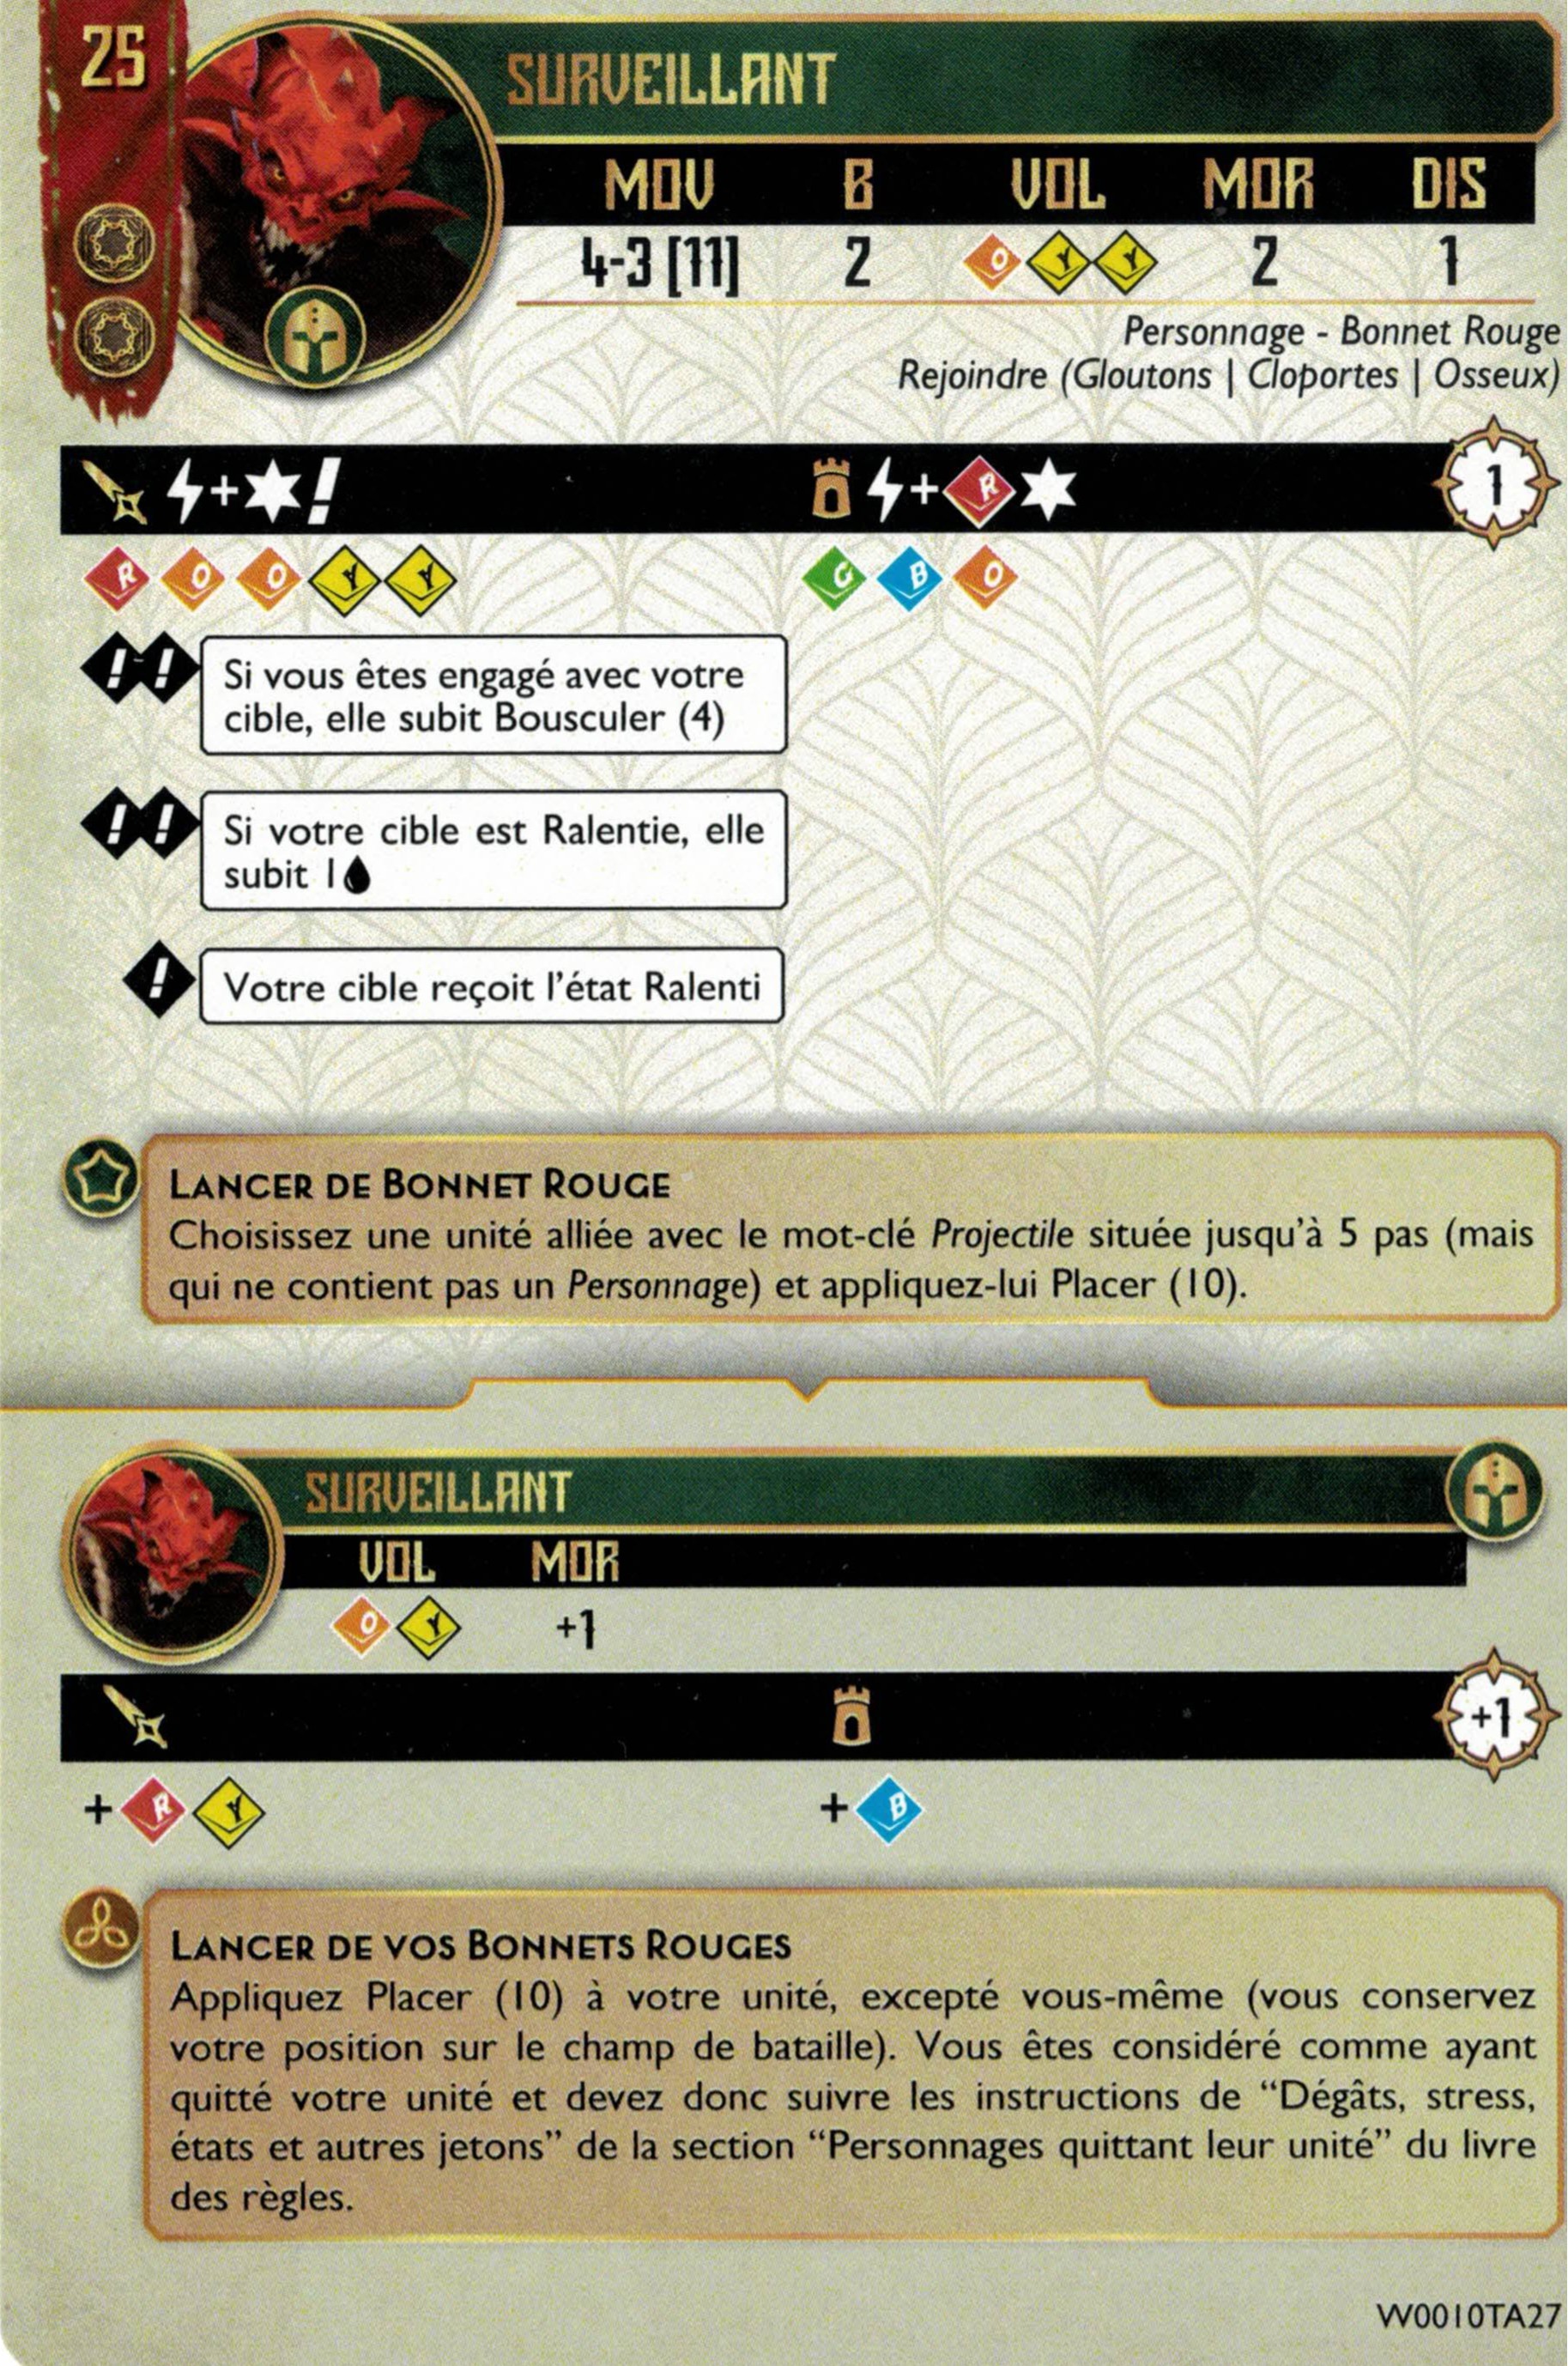 25
SURVEILLANT
MOV B VOL MOR DIS
4-3 [11] 2 O Y Y 2 1
Personnage - Bonnet Rouge
Rejoindre (Gloutons | Cloportes | Osseux)
+ ! + R 1
R O O Y Y G B O
! ! Si vous êtes engagé avec votre
cible, elle subit Bousculer (4)
! ! Si votre cible est Ralentie, elle
subit 1
! Votre cible reçoit l'état Ralenti
LANCER DE BONNET ROUGE
Choisissez une unité alliée avec le mot-clé Projectile située jusqu'à 5 pas (mais
qui ne contient pas un Personnage) et appliquez-lui Placer (10).
SURVEILLANT
VOL MOR
O Y +1
+1
+ R Y + B
LANCER DE VOS BONNETS ROUGES
Appliquez Placer (10) à votre unité, excepté vous-même (vous conservez
votre position sur le champ de bataille). Vous êtes considéré comme ayant
quitté votre unité et devez donc suivre les instructions de “Dégâts, stress,
états et autres jetons” de la section “Personnages quittant leur unité” du livre
des règles.
W0010TA27